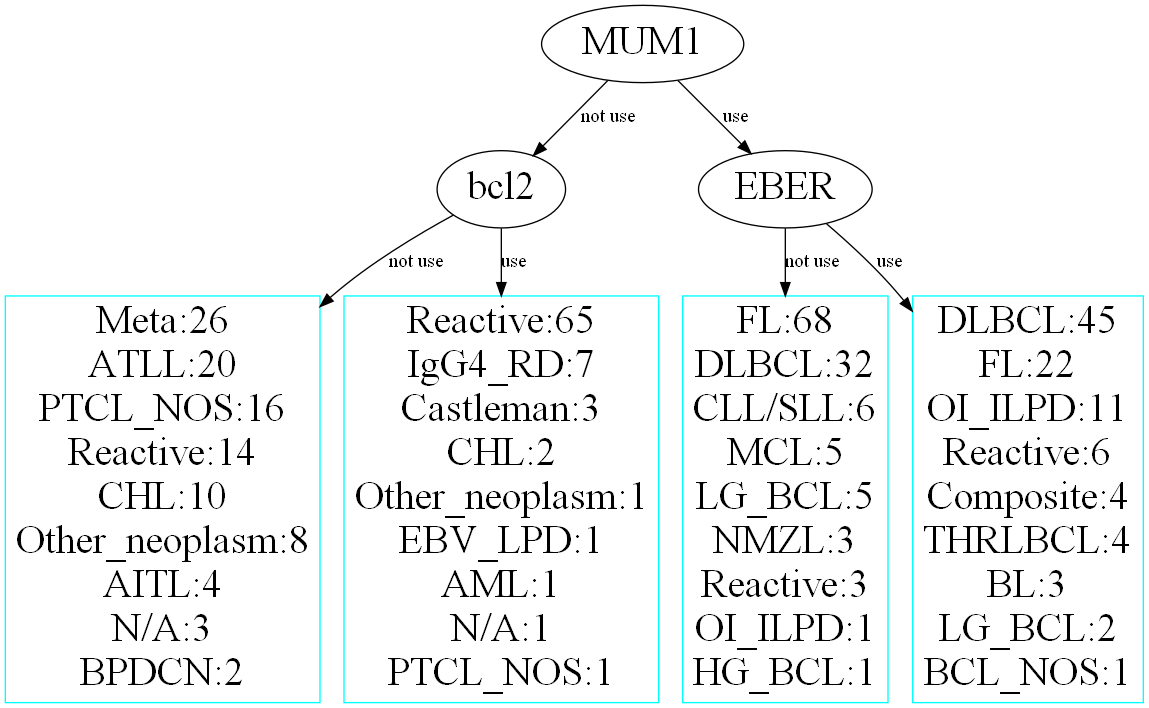 MUM1
not use
use
bcl2
EBER
not use
use
not use
use
Meta:26
ATLL:20
PTCL_NOS:16
Reactive:14
CHL:10
Other_neoplasm:8
AITL:4
N/A:3
BPDCN:2
Reactive:65
IgG4_RD:7
Castleman:3
CHL:2
Other_neoplasm:1
EBV_LPD:1
AML:1
N/A:1
PTCL_NOS:1
FL:68
DLBCL:32
CLL/SLL:6
MCL:5
LG_BCL:5
NMZL:3
Reactive:3
OI_ILPD:1
HG_BCL:1
DLBCL:45
FL:22
OI_ILPD:11
Reactive:6
Composite:4
THRLBCL:4
BL:3
LG_BCL:2
BCL_NOS:1